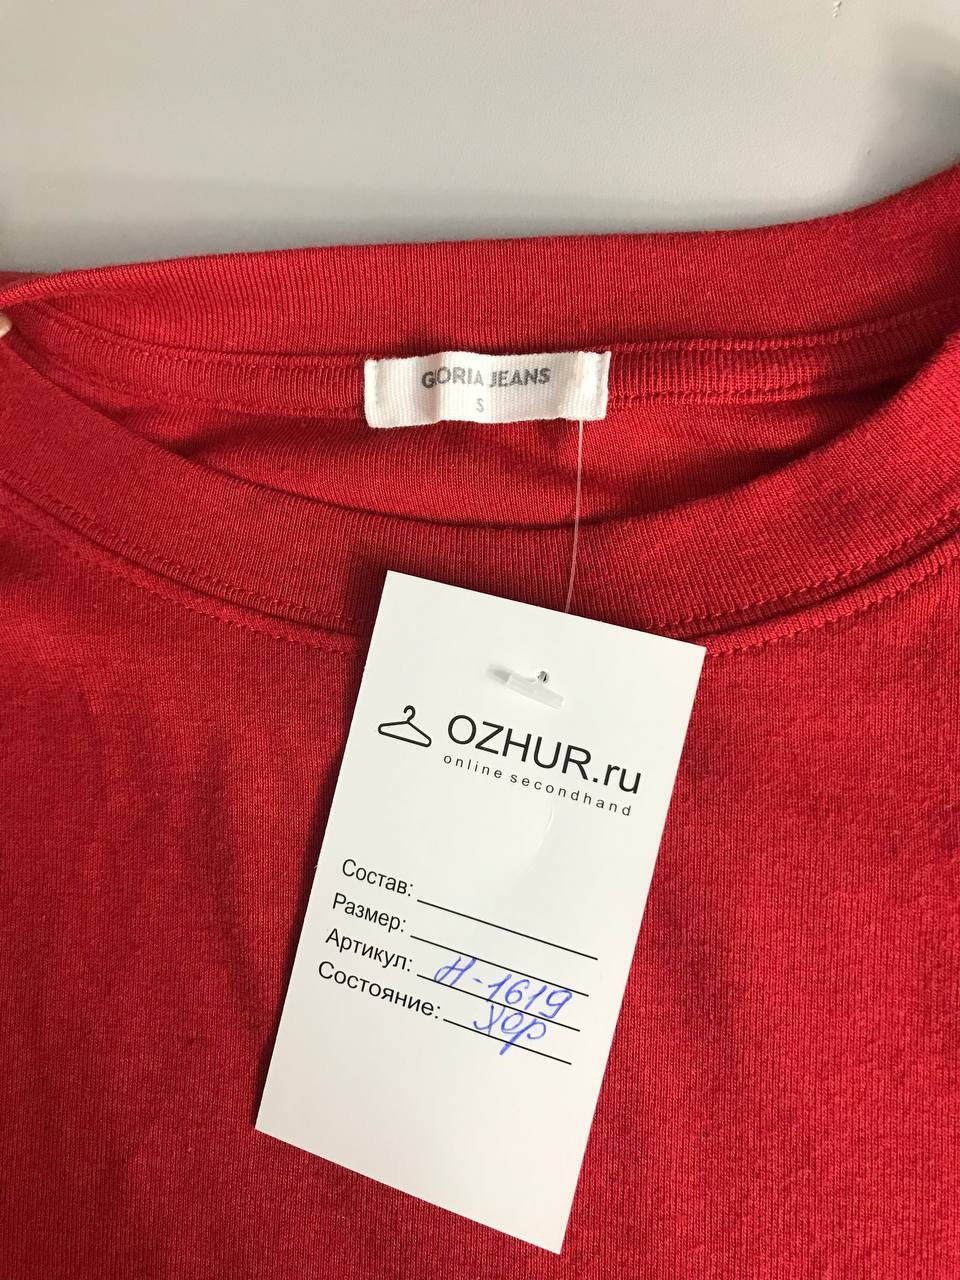 GORIA JEANS
S
OZHUR.ru
online secondhand
Состав:
Размер:
Артикул: Н-1619
Состояние: Хор